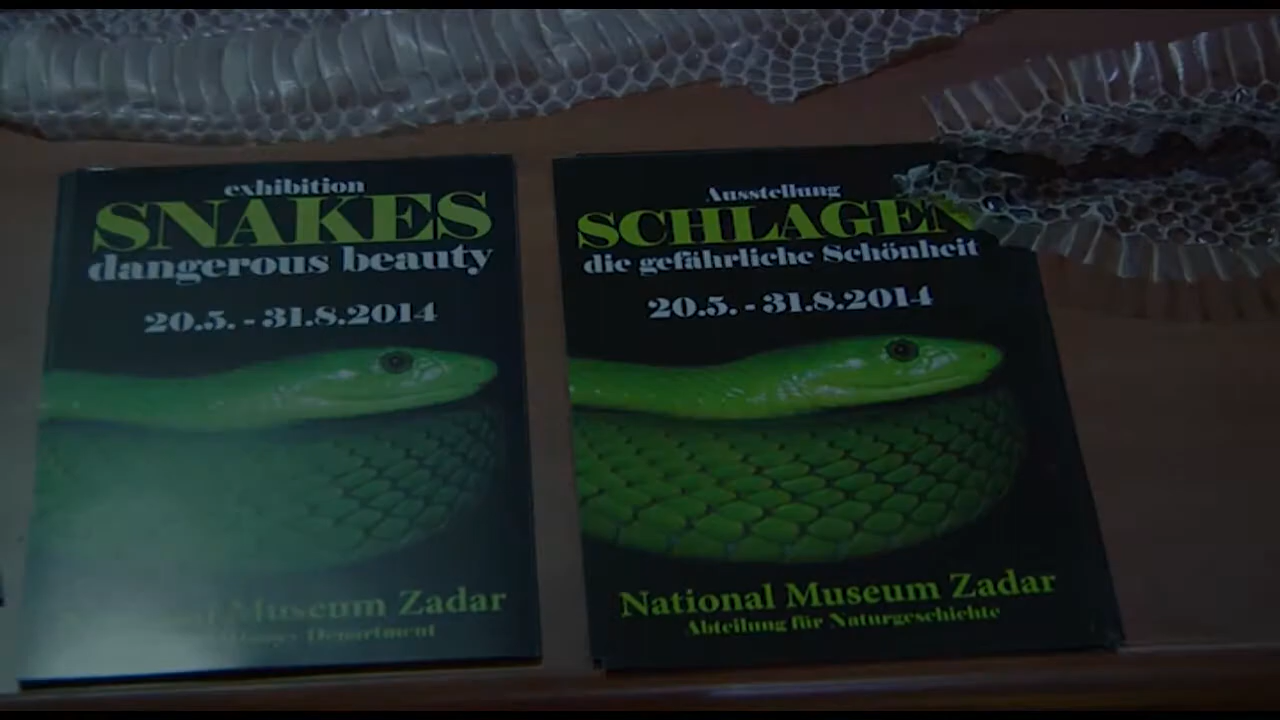 exhibition
SNAKES
dangerous beauty
20.5. - 31.8.2014
Museum Zadar
Department
Ausstellung
SCHLAGEN
die gefährliche Schönheit
20.5. - 31.8.2014
National Museum Zadar
Abteilung für Naturgeschichte